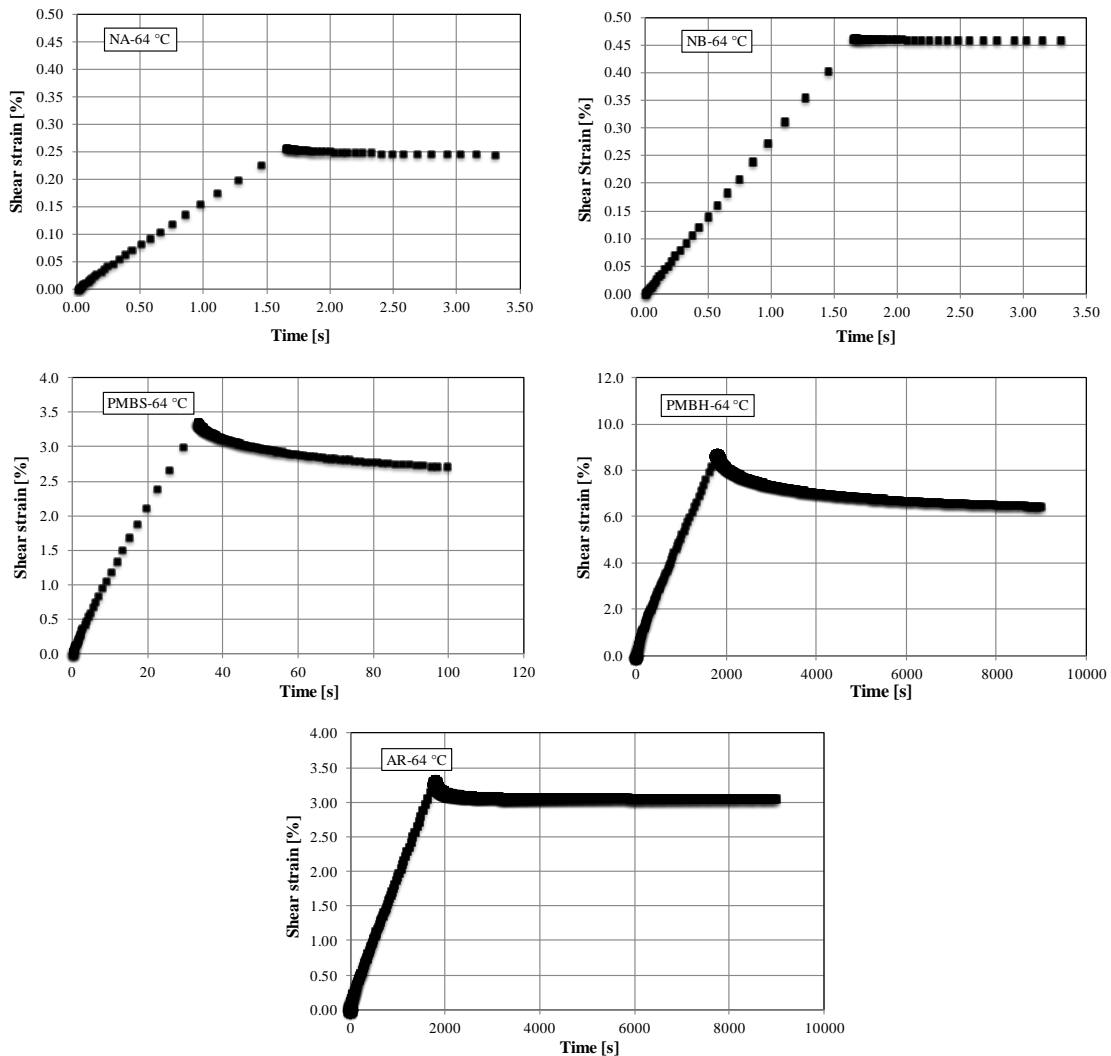 NA-64 °C
Shear strain [%]
0.50
0.45
0.40
0.35
0.30
0.25
0.20
0.15
0.10
0.05
0.00
0.00 0.50 1.00 1.50 2.00 2.50 3.00 3.50
Time [s]
NB-64 °C
Shear Strain [%]
0.50
0.45
0.40
0.35
0.30
0.25
0.20
0.15
0.10
0.05
0.00
0.00 0.50 1.00 1.50 2.00 2.50 3.00 3.50
Time [s]
PMBS-64 °C
Shear strain [%]
4.0
3.5
3.0
2.5
2.0
1.5
1.0
0.5
0.0
0 20 40 60 80 100 120
Time [s]
PMBH-64 °C
Shear strain [%]
12.0
10.0
8.0
6.0
4.0
2.0
0.0
0 2000 4000 6000 8000 10000
Time [s]
AR-64 °C
Shear strain [%]
4.00
3.50
3.00
2.50
2.00
1.50
1.00
0.50
0.00
0 2000 4000 6000 8000 10000
Time [s]